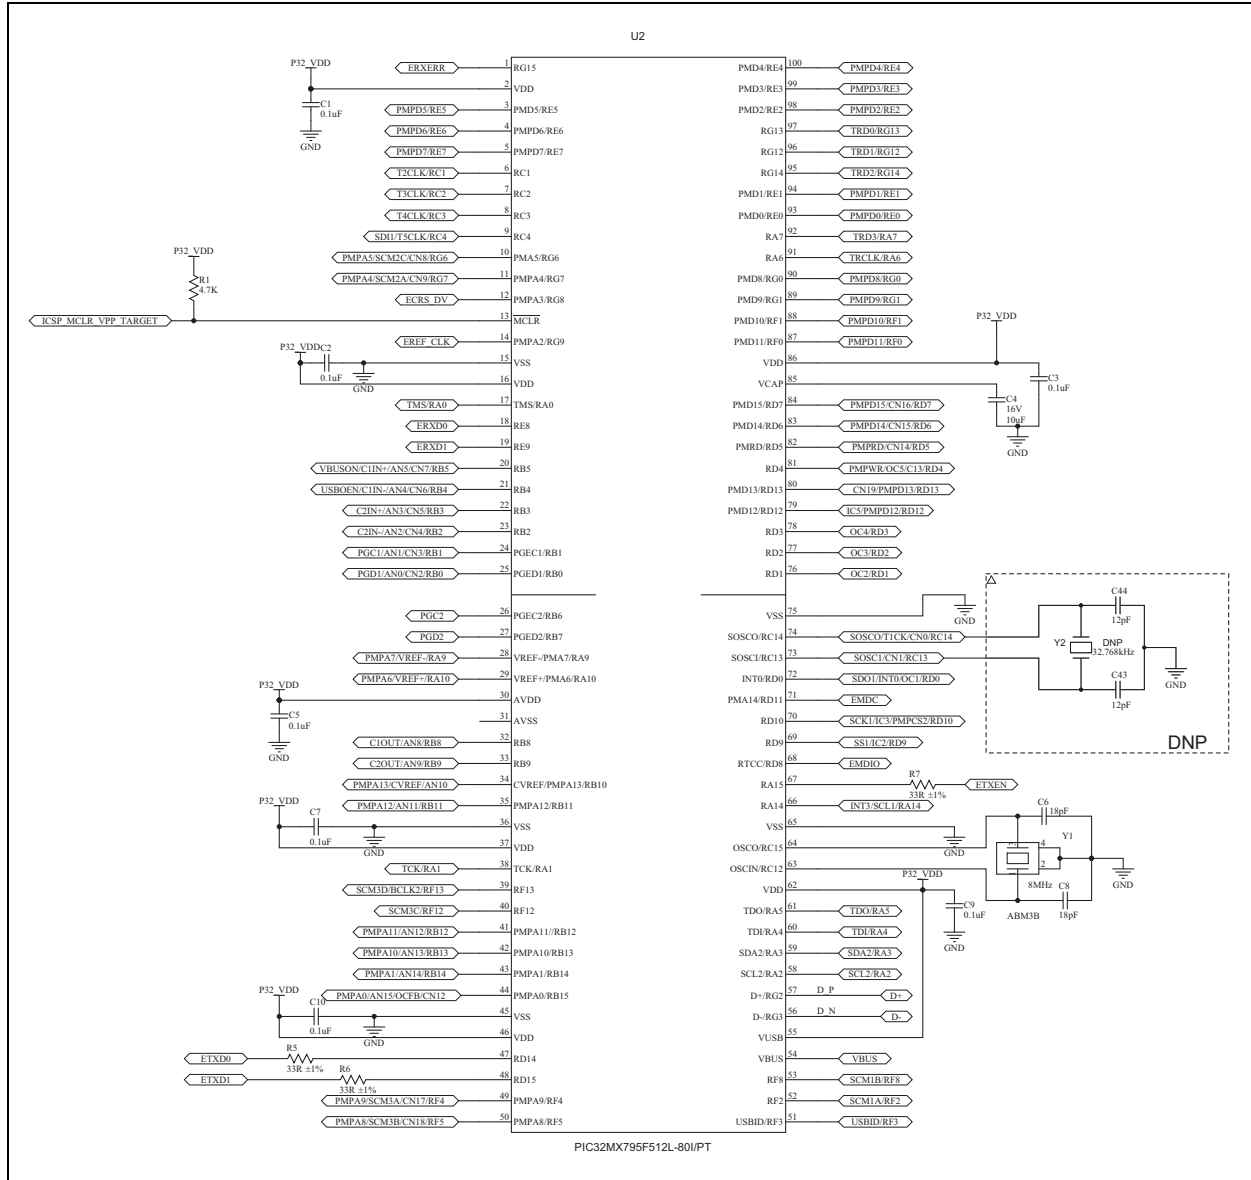 U2
P32_VDD
C1
0.1uF
GND
ERXERR 1 RG15
2 VDD
PMPD5/RE5 3 PMD5/RE5
PMPD6/RE6 4 PMPD6/RE6
PMPD7/RE7 5 PMPD7/RE7
T2CLK/RC1 6 RC1
T3CLK/RC2 7 RC2
T4CLK/RC3 8 RC3
SDI1/T5CLK/RC4 9 RC4
PMPA5/SCM2C/CN8/RG6 10 PMA5/RG6
PMPA4/SCM2A/CN9/RG7 11 PMPA4/RG7
ECRS_DV 12 PMPA3/RG8
P32_VDD
R1
4.7K
ICSP_MCLR_VPP_TARGET 13 MCLR
EREF_CLK 14 PMPA2/RG9
P32_VDD C2
0.1uF
GND
15 VSS
16 VDD
TMS/RA0 17 TMS/RA0
ERXD0 18 RE8
ERXD1 19 RE9
VBUSON/C1IN+/AN5/CN7/RB5 20 RB5
USBOEN/C1IN-/AN4/CN6/RB4 21 RB4
C2IN+/AN3/CN5/RB3 22 RB3
C2IN-/AN2/CN4/RB2 23 RB2
PGC1/AN1/CN3/RB1 24 PGEC1/RB1
PGD1/AN0/CN2/RB0 25 PGED1/RB0
PGC2 26 PGEC2/RB6
PGD2 27 PGED2/RB7
PMPA7/VREF-/RA9 28 VREF-/PMA7/RA9
PMPA6/VREF+/RA10 29 VREF+/PMA6/RA10
P32_VDD
C5
0.1uF
GND
30 AVDD
31 AVSS
C1OUT/AN8/RB8 32 RB8
C2OUT/AN9/RB9 33 RB9
PMPA13/CVREF/AN10 34 CVREF/PMPA13/RB10
PMPA12/AN11/RB11 35 PMPA12/RB11
P32_VDD
C7
0.1uF
GND
36 VSS
37 VDD
TCK/RA1 38 TCK/RA1
SCM3D/BCLK2/RF13 39 RF13
SCM3C/RF12 40 RF12
PMPA11/AN12/RB12 41 PMPA11//RB12
PMPA10/AN13/RB13 42 PMPA10/RB13
PMPA1/AN14/RB14 43 PMPA1/RB14
PMPA0/AN15/OCFB/CN12 44 PMPA0/RB15
P32_VDD
C10
0.1uF
GND
45 VSS
46 VDD
ETXD0 R5 33R ±1% 47 RD14
ETXD1 R6 33R ±1% 48 RD15
PMPA9/SCM3A/CN17/RF4 49 PMPA9/RF4
PMPA8/SCM3B/CN18/RF5 50 PMPA8/RF5
PMD4/RE4 100 PMPD4/RE4
PMD3/RE3 99 PMPD3/RE3
PMD2/RE2 98 PMPD2/RE2
RG13 97 TRD0/RG13
RG12 96 TRD1/RG12
RG14 95 TRD2/RG14
PMD1/RE1 94 PMPD1/RE1
PMD0/RE0 93 PMPD0/RE0
RA7 92 TRD3/RA7
RA6 91 TRCLK/RA6
PMD8/RG0 90 PMPD8/RG0
PMD9/RG1 89 PMPD9/RG1
PMD10/RF1 88 PMPD10/RF1
PMD11/RF0 87 PMPD11/RF0
P32_VDD
VDD 86
VCAP 85
C3
0.1uF
C4
16V
10uF
GND
PMD15/RD7 84 PMPD15/CN16/RD7
PMD14/RD6 83 PMPD14/CN15/RD6
PMRD/RD5 82 PMPRD/CN14/RD5
RD4 81 PMPWR/OC5/C13/RD4
PMD13/RD13 80 CN19/PMPD13/RD13
PMD12/RD12 79 IC5/PMPD12/RD12
RD3 78 OC4/RD3
RD2 77 OC3/RD2
RD1 76 OC2/RD1
VSS 75
GND
SOSCO/RC14 74 SOSCO/T1CK/CN0/RC14
SOSCI/RC13 73 SOSC1/CN1/RC13
C44
12pF
Y2 DNP
32.768kHz
C43
12pF
GND
DNP
INT0/RD0 72 SDO1/INT0/OC1/RD0
PMA14/RD11 71 EMDC
RD10 70 SCK1/IC3/PMPCS2/RD10
RD9 69 SS1/IC2/RD9
RTCC/RD8 68 EMDIO
RA15 67 R7 33R ±1% ETXEN
RA14 66 INT3/SCL1/RA14
VSS 65
GND
OSCO/RC15 64
OSCIN/RC12 63
C6
18pF
Y1
4
2
8MHz
C8
18pF
ABM3B
GND
P32_VDD
VDD 62
C9
0.1uF
GND
TDO/RA5 61 TDO/RA5
TDI/RA4 60 TDI/RA4
SDA2/RA3 59 SDA2/RA3
SCL2/RA2 58 SCL2/RA2
D+/RG2 57 D_P D+
D-/RG3 56 D_N D-
VUSB 55
VBUS 54 VBUS
RF8 53 SCM1B/RF8
RF2 52 SCM1A/RF2
USBID/RF3 51 USBID/RF3
PIC32MX795F512L-80I/PT